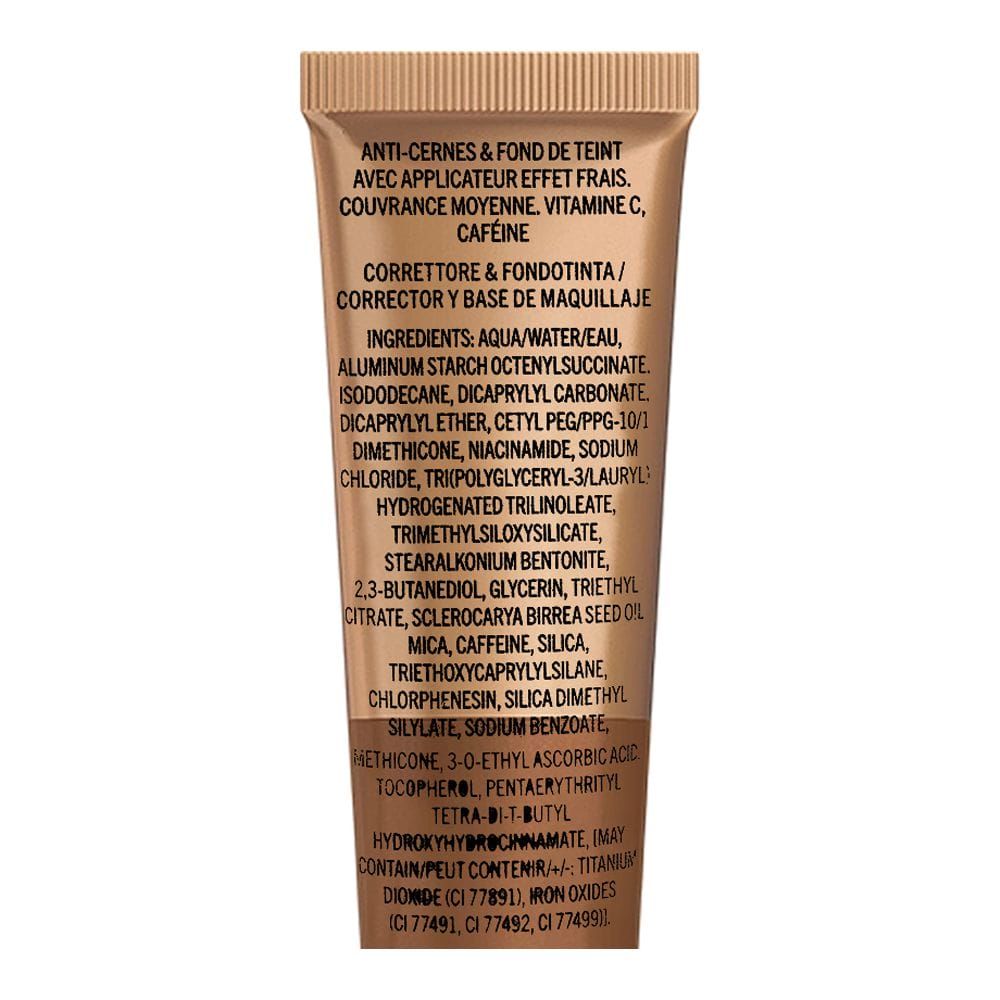 ANTI-CERNES & FOND DE TEINT
AVEC APPLICATEUR EFFET FRAIS.
COUVRANCE MOYENNE. VITAMINE C,
CAFÉINE
CORRETTORE & FONDOTINTA /
CORRECTOR Y BASE DE MAQUILLAJE
INGREDIENTS: AQUA/WATER/EAU,
ALUMINUM STARCH OCTENYLSUCCINATE.
ISODODECANE, DICAPRYLYL CARBONATE,
DICAPRYLYL ETHER, CETYL PEG/PPG-10/1
DIMETHICONE, NIACINAMIDE, SODIUM
CHLORIDE, TRI(POLYGLYCERYL-3/LAURYL)
HYDROGENATED TRILINOLEATE,
TRIMETHYLSILOXYSILICATE,
STEARALKONIUM BENTONITE,
2,3-BUTANEDIOL, GLYCERIN, TRIETHYL
CITRATE, SCLEROCARYA BIRREA SEED OIL
MICA, CAFFEINE, SILICA,
TRIETHOXYCAPRYLYLSILANE,
CHLORPHENESIN, SILICA DIMETHYL
SILYLATE, SODIUM BENZOATE,
METHICONE, 3-O-ETHYL ASCORBIC ACID.
TOCOPHEROL, PENTAERYTHRITYL
TETRA-DI-T-BUTYL
HYDROXYHYDROCINNAMATE, [MAY
CONTAIN/PEUT CONTENIR/+/-: TITANIUM
DIOXIDE (CI 77891), IRON OXIDES
(CI 77491, CI 77492, CI 77499)].